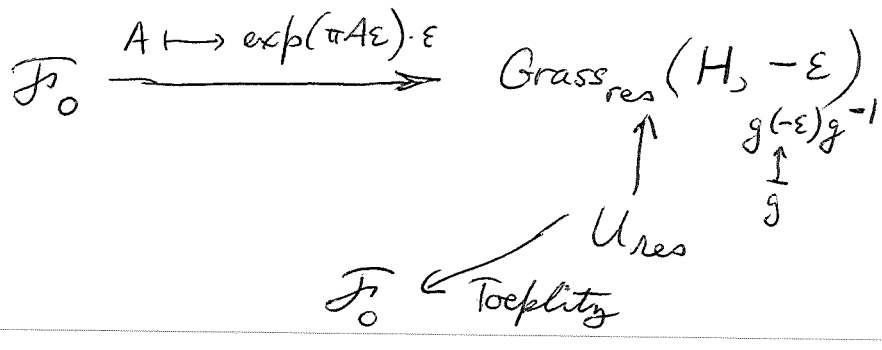 A ⟼ exp(πAε)·ε
F₀ ⟶ Grass_res (H, -ε)
g(-ε)g⁻¹
↑
g
U_res
F₀ ← Toeplitz